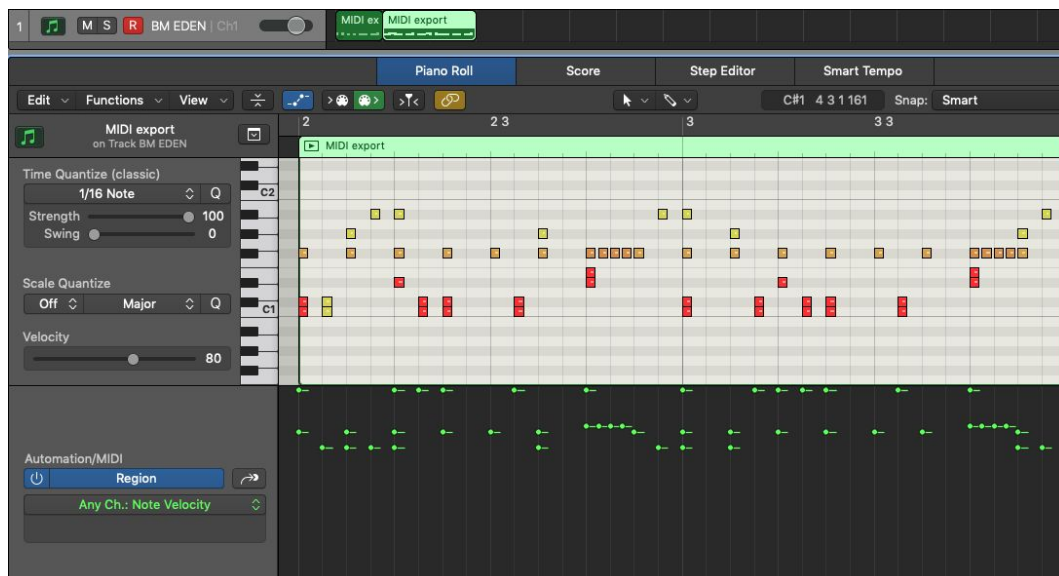 1 M S R BM EDEN | Ch1 MIDI ex MIDI export
Piano Roll Score Step Editor Smart Tempo
Edit Functions View C#1 4 3 1 161 Snap: Smart
MIDI export
on Track BM EDEN
2 2 3 3 3 3
MIDI export
Time Quantize (classic)
1/16 Note Q C2
Strength 100
Swing 0
Scale Quantize
Off Major Q C1
Velocity
80
Automation/MIDI
Region
Any Ch.: Note Velocity